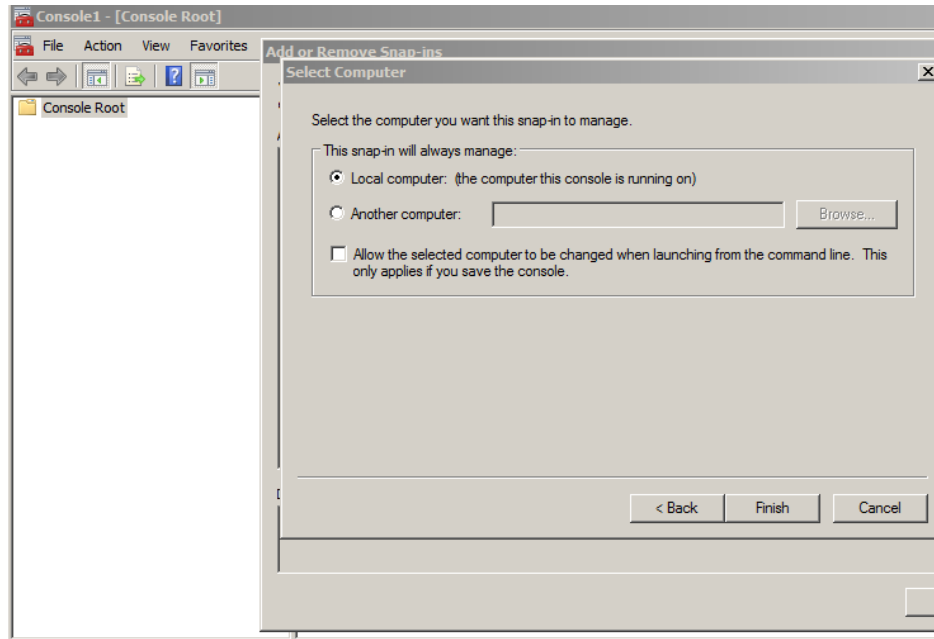 Console1 - [Console Root]
File Action View Favorites
Add or Remove Snap-ins
Select Computer
Console Root
Select the computer you want this snap-in to manage.
This snap-in will always manage:
Local computer: (the computer this console is running on)
Another computer:
Browse...
Allow the selected computer to be changed when launching from the command line. This
only applies if you save the console.
< Back
Finish
Cancel